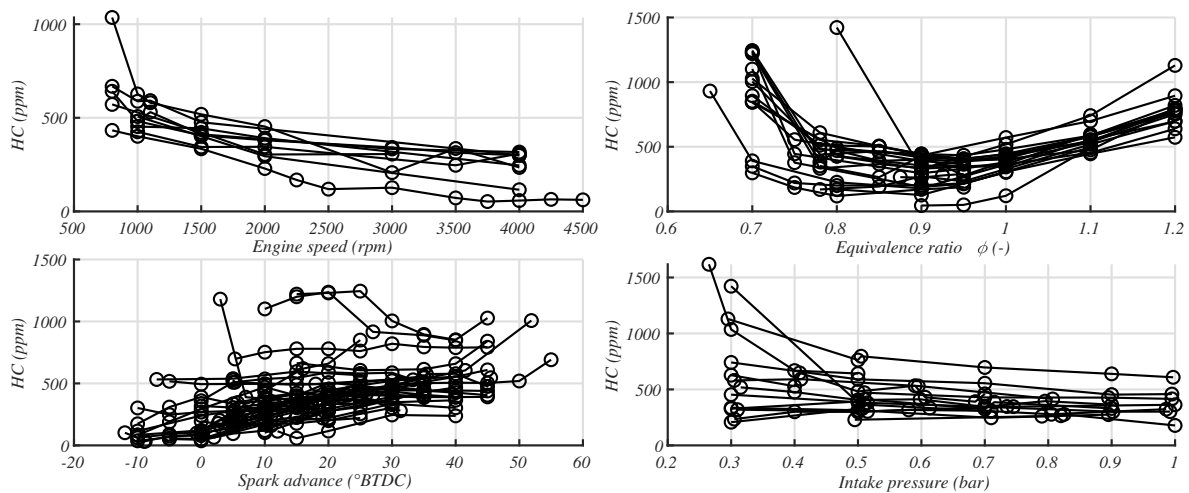 1000
500
0
HC (ppm)
500 1000 1500 2000 2500 3000 3500 4000 4500
Engine speed (rpm)
1500
1000
500
0
HC (ppm)
0.6 0.7 0.8 0.9 1 1.1 1.2
Equivalence ratio ϕ (-)
1500
1000
500
0
HC (ppm)
-20 -10 0 10 20 30 40 50 60
Spark advance (°BTDC)
1500
1000
500
0
HC (ppm)
0.2 0.3 0.4 0.5 0.6 0.7 0.8 0.9 1
Intake pressure (bar)